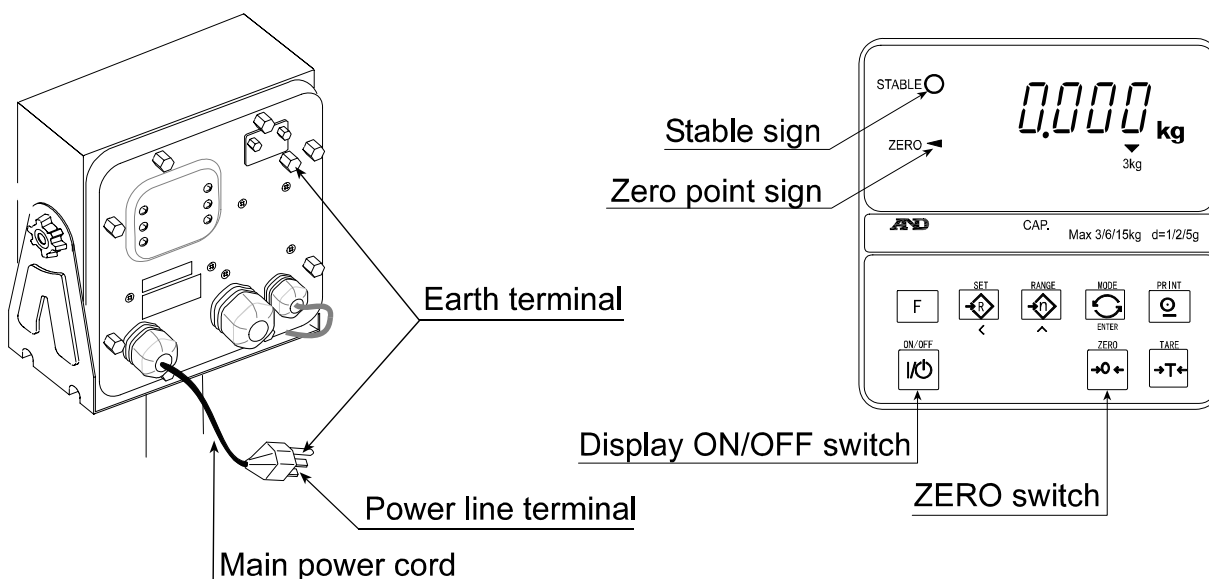 Earth terminal
Power line terminal
Main power cord
Stable sign
Zero point sign
Display ON/OFF switch
ZERO switch
STABLE
0.000 kg
ZERO
3kg
AND
CAP.
Max 3/6/15kg d=1/2/5g
SET RANGE MODE PRINT
F R n
ENTER
ON/OFF ZERO TARE
I/⏻ →0← →T←